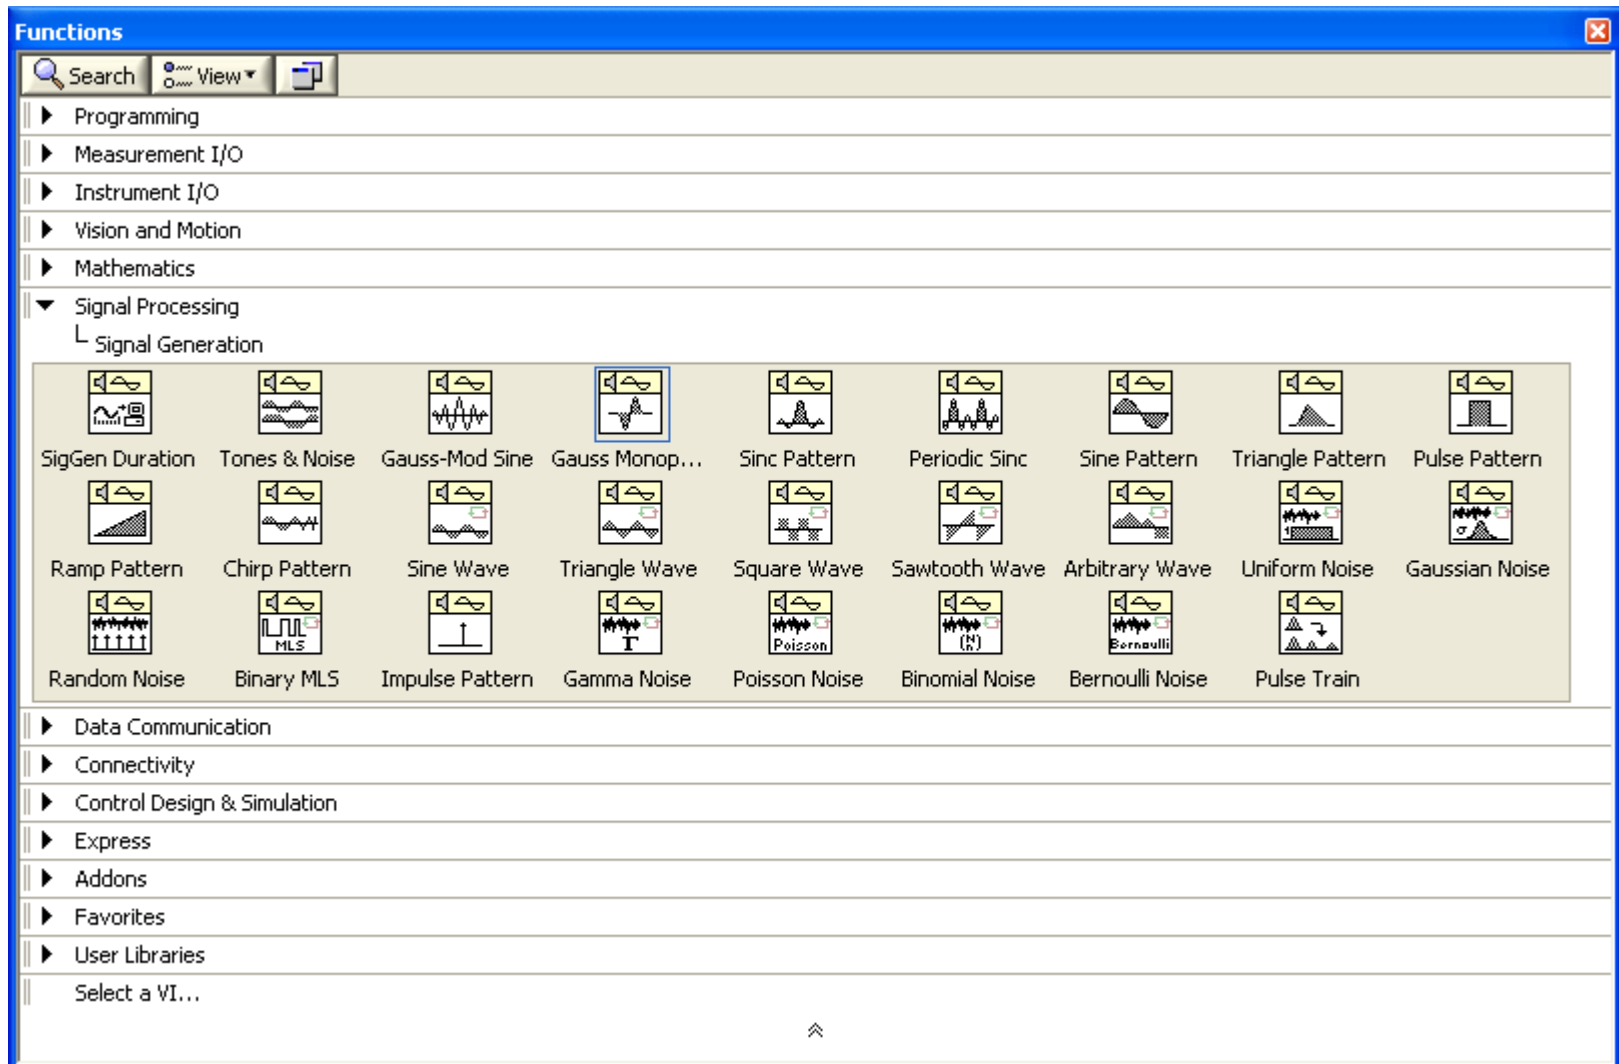 Functions
Search View
Programming
Measurement I/O
Instrument I/O
Vision and Motion
Mathematics
Signal Processing
Signal Generation
SigGen Duration Tones & Noise Gauss-Mod Sine Gauss Monop... Sinc Pattern Periodic Sinc Sine Pattern Triangle Pattern Pulse Pattern
Ramp Pattern Chirp Pattern Sine Wave Triangle Wave Square Wave Sawtooth Wave Arbitrary Wave Uniform Noise Gaussian Noise
MLS Γ Poisson Bernoulli
Random Noise Binary MLS Impulse Pattern Gamma Noise Poisson Noise Binomial Noise Bernoulli Noise Pulse Train
Data Communication
Connectivity
Control Design & Simulation
Express
Addons
Favorites
User Libraries
Select a VI...